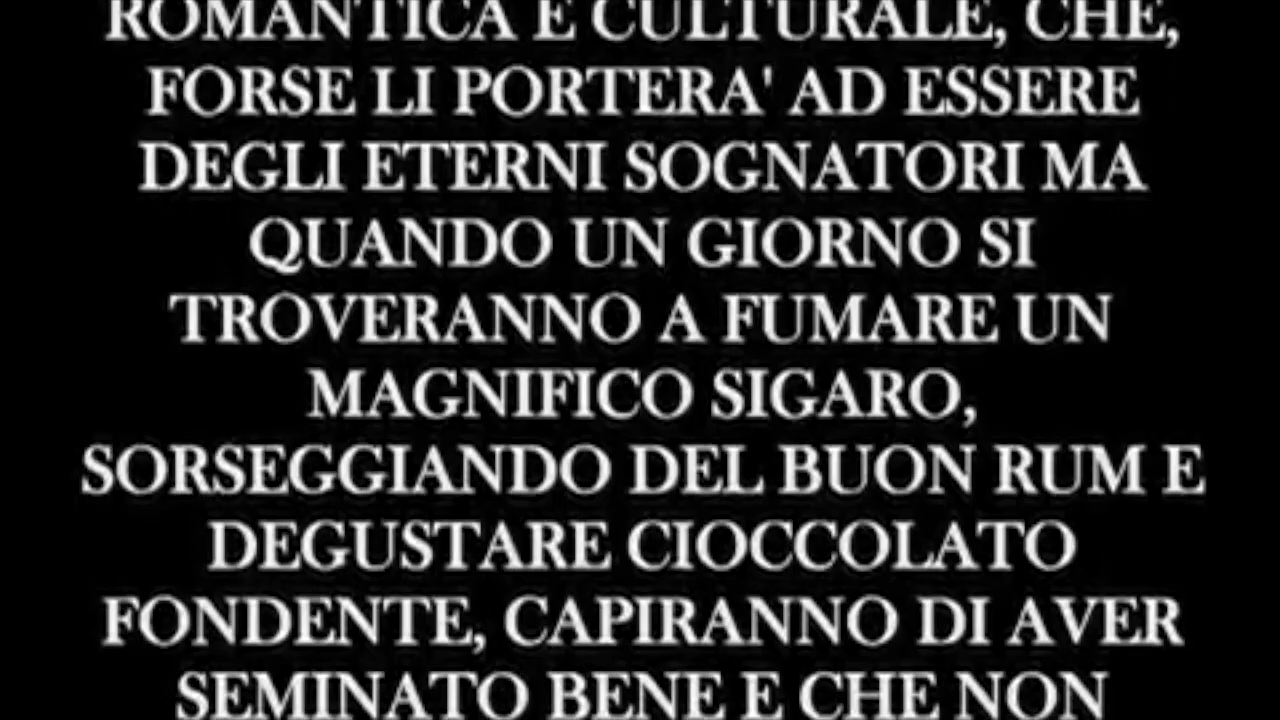 ROMANTICA E CULTURALE, CHE,
FORSE LI PORTERA' AD ESSERE
DEGLI ETERNI SOGNATORI MA
QUANDO UN GIORNO SI
TROVERANNO A FUMARE UN
MAGNIFICO SIGARO,
SORSEGGIANDO DEL BUON RUM E
DEGUSTARE CIOCCOLATO
FONDENTE, CAPIRANNO DI AVER
SEMINATO BENE E CHE NON